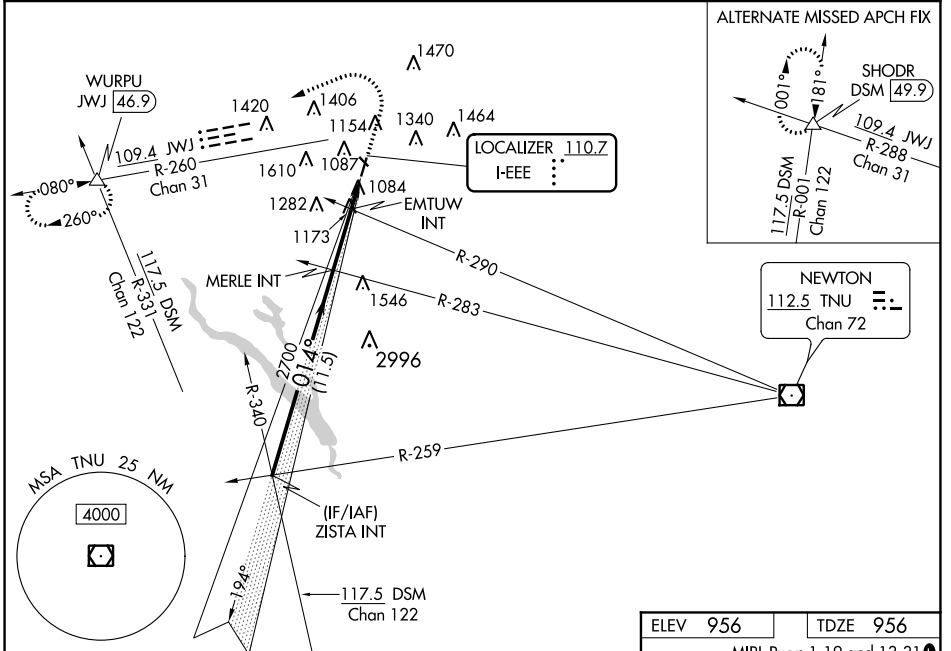 ALTERNATE MISSED APCH FIX
001°
181°
SHODR
DSM 49.9
109.4 JWJ
R-288
Chan 31
117.5 DSM
R-001
Chan 122
WURPU
JWJ 46.9
1470
1420
1406
1154
1340
1464
109.4 JWJ
R-260
Chan 31
1610
1087
LOCALIZER 110.7
I-EEE
080°
260°
1282
1084
EMTUW
INT
1173
117.5 DSM
R-331
Chan 122
MERLE INT
R-290
R-283
1546
NEWTON
112.5 TNU
Chan 72
2996
2700
014°
(11.5)
R-340
R-259
MSA TNU 25 NM
4000
(IF/IAF)
ZISTA INT
194°
117.5 DSM
Chan 122
ELEV 956
TDZE 956